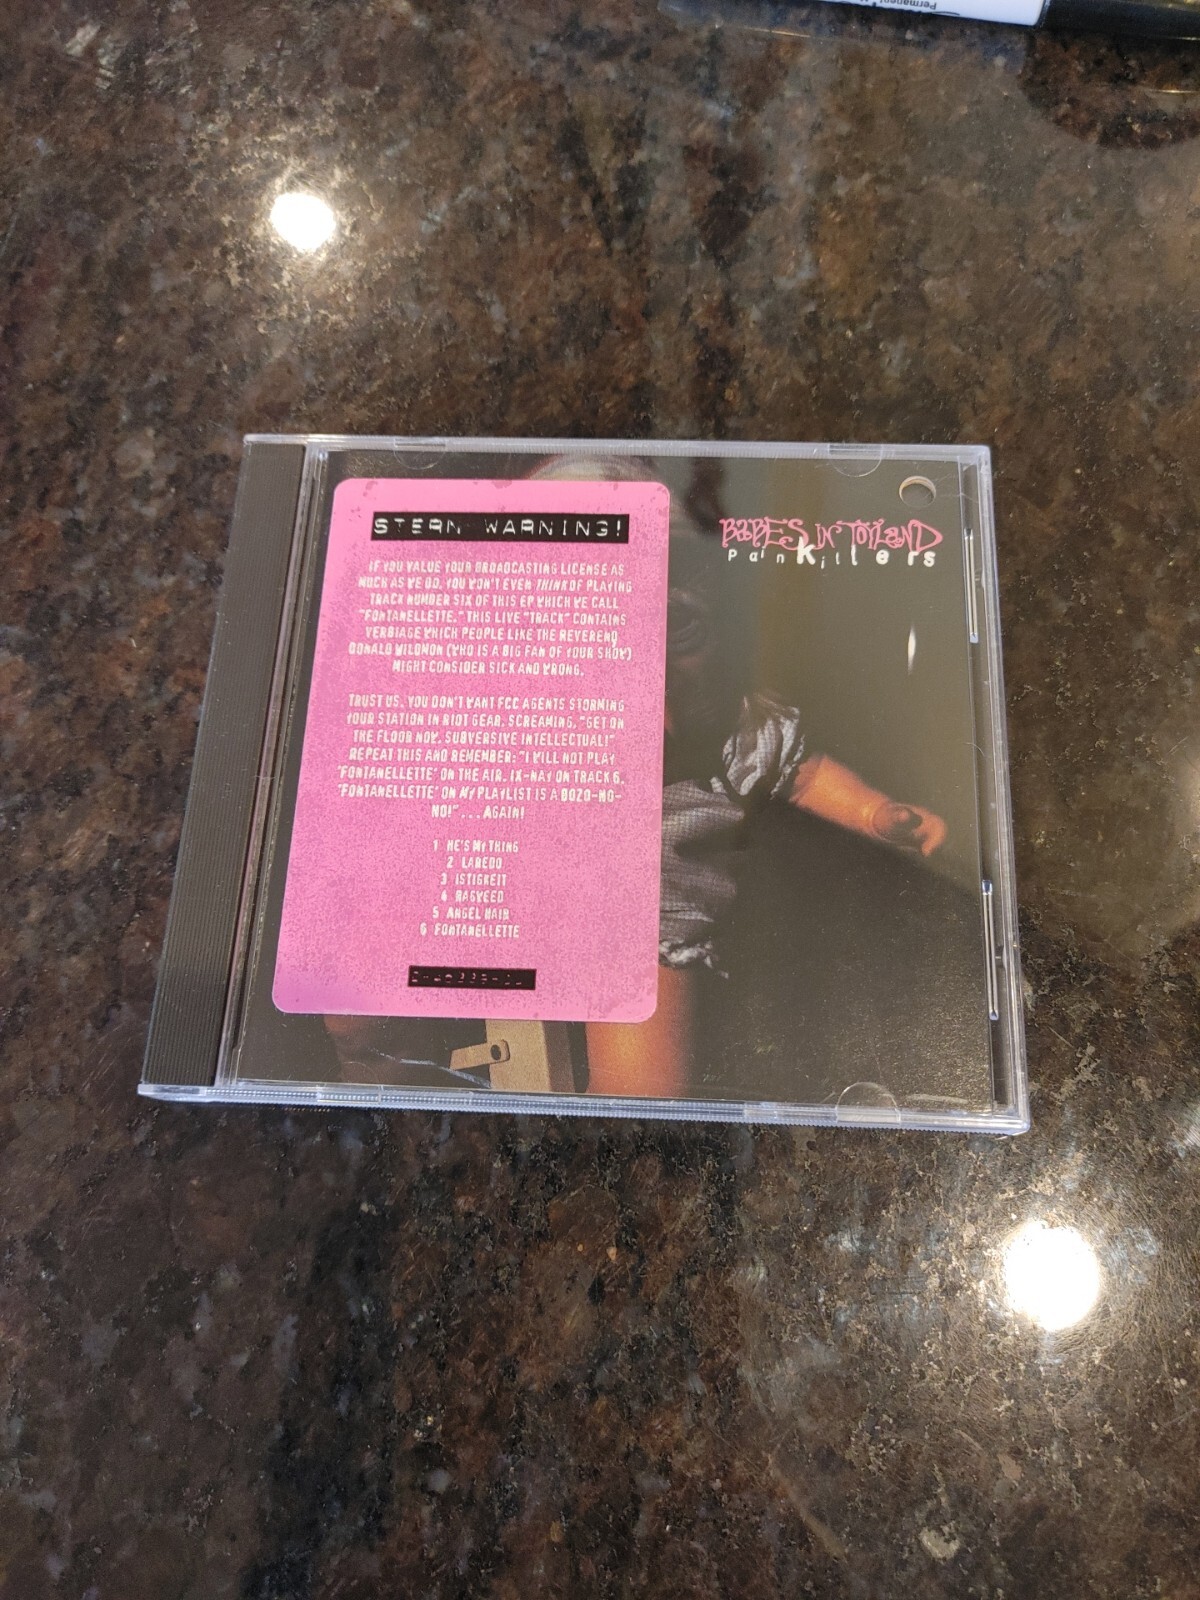 Permanent
STERN WARNING!
IF YOU VALUE YOUR BROADCASTING LICENSE AS
MUCH AS WE DO, YOU WON'T EVEN THINK OF PLAYING
TRACK NUMBER SIX OF THIS EP WHICH WE CALL
"FONTANELLETTE." THIS LIVE "TRACK" CONTAINS
VERBIAGE WHICH PEOPLE LIKE THE REVEREND
DONALD WILDMON (WHO IS A BIG FAN OF YOUR SHOW)
MIGHT CONSIDER SICK AND WRONG.
TRUST US, YOU DON'T WANT FCC AGENTS STORMING
YOUR STATION IN RIOT GEAR, SCREAMING, "GET ON
THE FLOOR NOW, SUBVERSIVE INTELLECTUAL!"
REPEAT THIS AND REMEMBER: "I WILL NOT PLAY
'FONTANELLETTE' ON THE AIR. IX-NAY ON TRACK 6.
'FONTANELLETTE' ON MY PLAYLIST IS A BOZO-NO-
NO!" ...AGAIN!
1 HE'S MY THING
2 LAREDO
3 ISTIGKEIT
4 RAGWEED
5 ANGEL HAIR
6 FONTANELLETTE
BABES IN TOYLAND
PainKillers